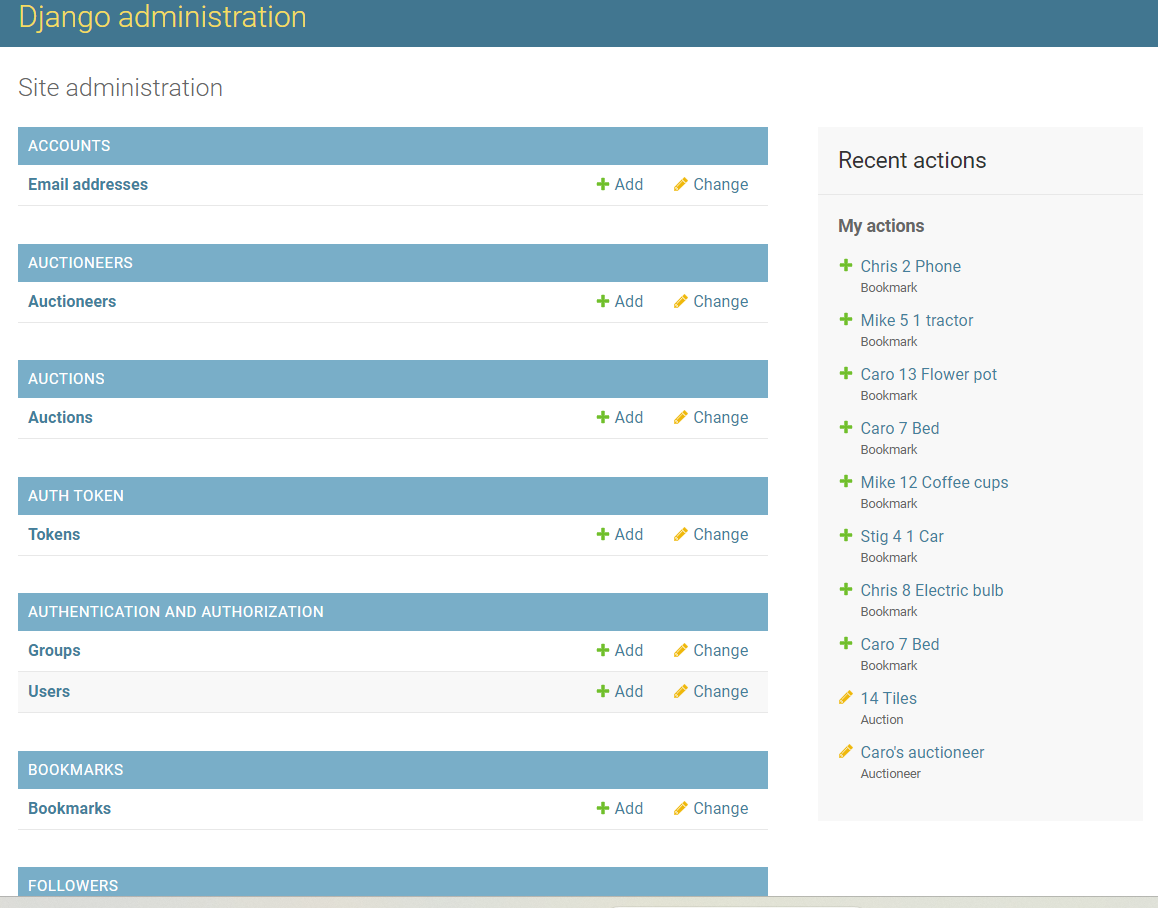 Django administration
Site administration
ACCOUNTS
Email addresses Add Change
AUCTIONEERS
Auctioneers Add Change
AUCTIONS
Auctions Add Change
AUTH TOKEN
Tokens Add Change
AUTHENTICATION AND AUTHORIZATION
Groups Add Change
Users Add Change
BOOKMARKS
Bookmarks Add Change
FOLLOWERS
Recent actions
My actions
Chris 2 Phone
Bookmark
Mike 5 1 tractor
Bookmark
Caro 13 Flower pot
Bookmark
Caro 7 Bed
Bookmark
Mike 12 Coffee cups
Bookmark
Stig 4 1 Car
Bookmark
Chris 8 Electric bulb
Bookmark
Caro 7 Bed
Bookmark
14 Tiles
Auction
Caro's auctioneer
Auctioneer